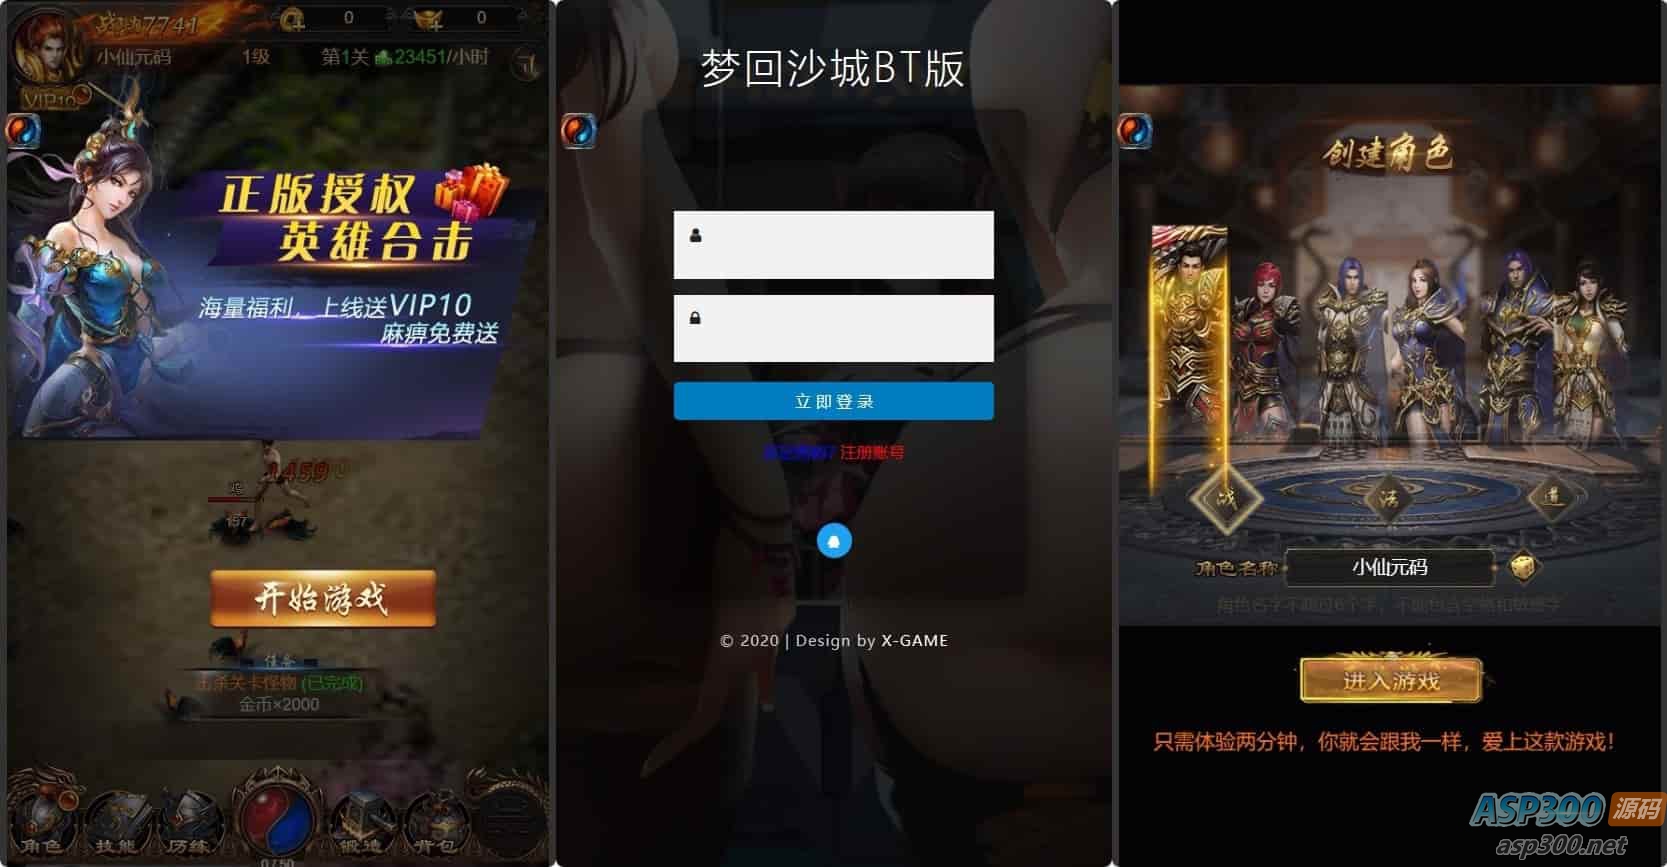 战力7741
0
0
小仙元码
1级
第1关
23451/小时
VIP10
正版授权
英雄合击
海量福利，上线送VIP10
麻痹免费送
1459
鸡
157
开始游戏
任务
击杀关卡怪物 (已完成)
金币×2000
角色
技能
历练
锻造
背包
0/50
梦回沙城BT版
立即登录
注册账号
© 2020 | Design by X-GAME
创建角色
战
法
道
角色名称
小仙元码
角色名字不超过6个字，不能包含空格和敏感字
进入游戏
只需体验两分钟，你就会跟我一样，爱上这款游戏！
ASP300 源码
asp300.net